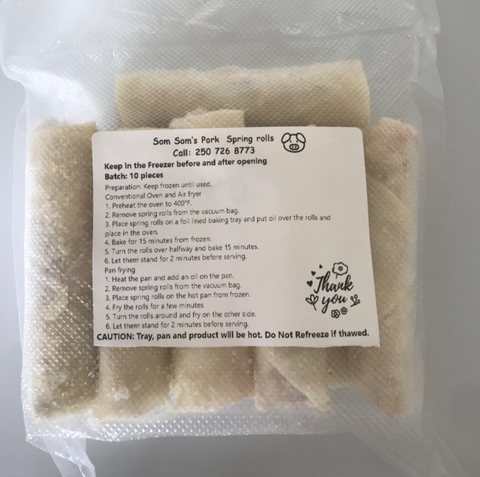 Som Som's Pork Spring rolls
Call: 250 726 8773
Keep in the Freezer before and after opening
Batch: 10 pieces
Preparation: Keep frozen until used.
Conventional Oven and Air fryer
1. Preheat the oven to 400°F.
2. Remove spring rolls from the vacuum bag.
3. Place spring rolls on a foil lined baking tray and put oil over the rolls and
place in the oven.
4. Bake for 15 minutes from frozen
5. Turn the rolls over halfway and bake 15 minutes.
6. Let them stand for 2 minutes before serving.
Pan frying
1. Heat the pan and add an oil on the pan.
2. Remove spring rolls from the vacuum bag.
3. Place spring rolls on the hot pan from frozen.
4. Fry the rolls for a few minutes.
5. Turn the rolls around and fry on the other side.
6. Let them stand for 2 minutes before serving.
Thank
you
CAUTION: Tray, pan and product will be hot. Do Not Refreeze if thawed.